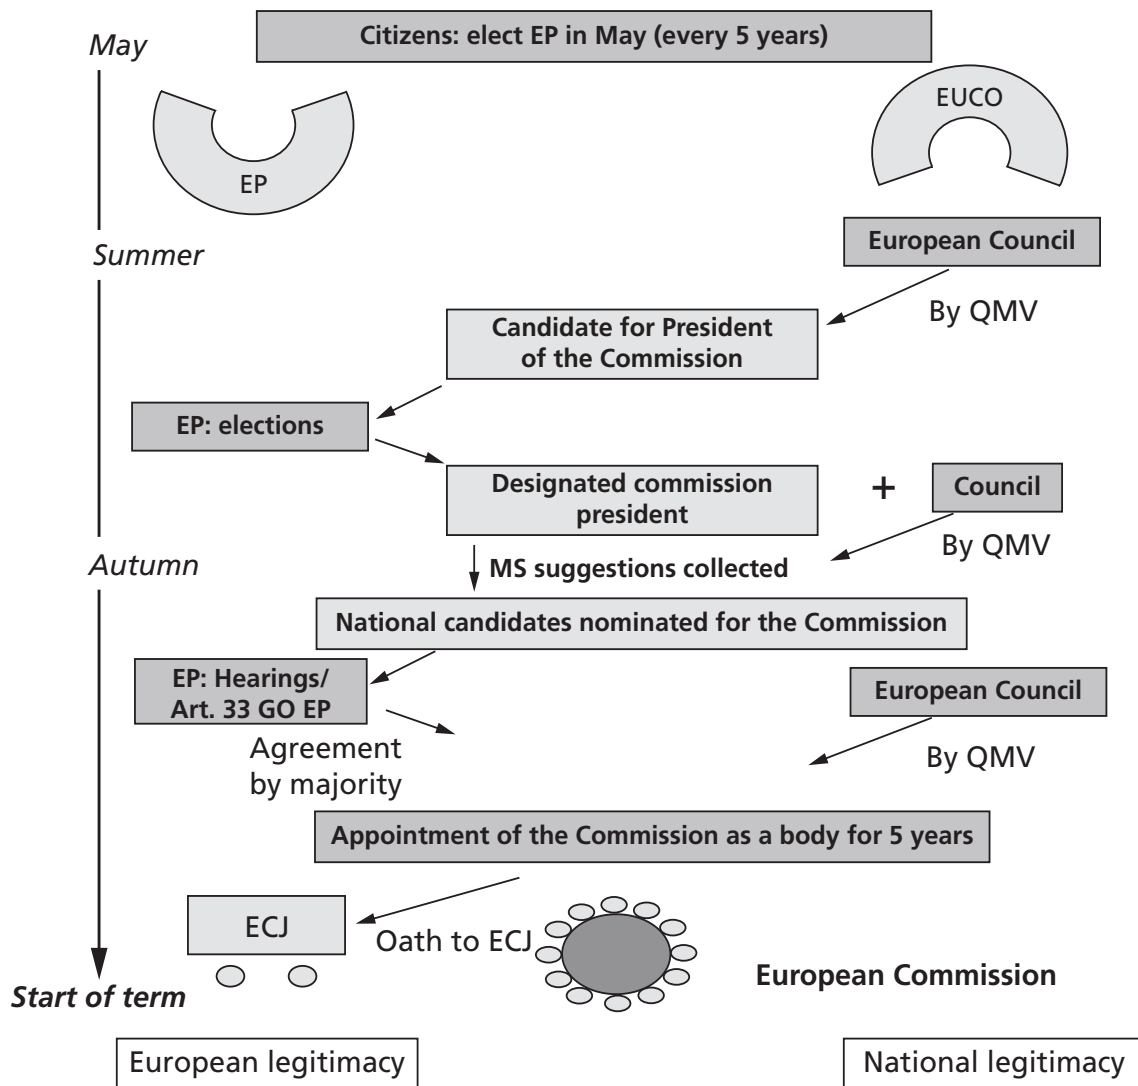 May
Citizens: elect EP in May (every 5 years)
EP
EUCO
Summer
European Council
By QMV
Candidate for President
of the Commission
EP: elections
Designated commission
president
+
Council
By QMV
Autumn
MS suggestions collected
National candidates nominated for the Commission
EP: Hearings/
Art. 33 GO EP
European Council
Agreement
by majority
By QMV
Appointment of the Commission as a body for 5 years
ECJ
Oath to ECJ
European Commission
Start of term
European legitimacy
National legitimacy